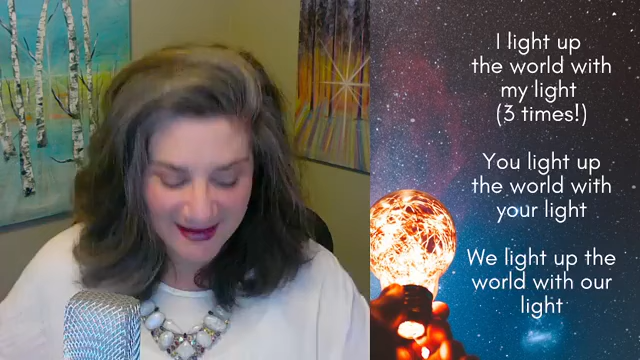 I light up
the world with
my light
(3 times!)
You light up
the world with
your light
We light up the
world with our
light